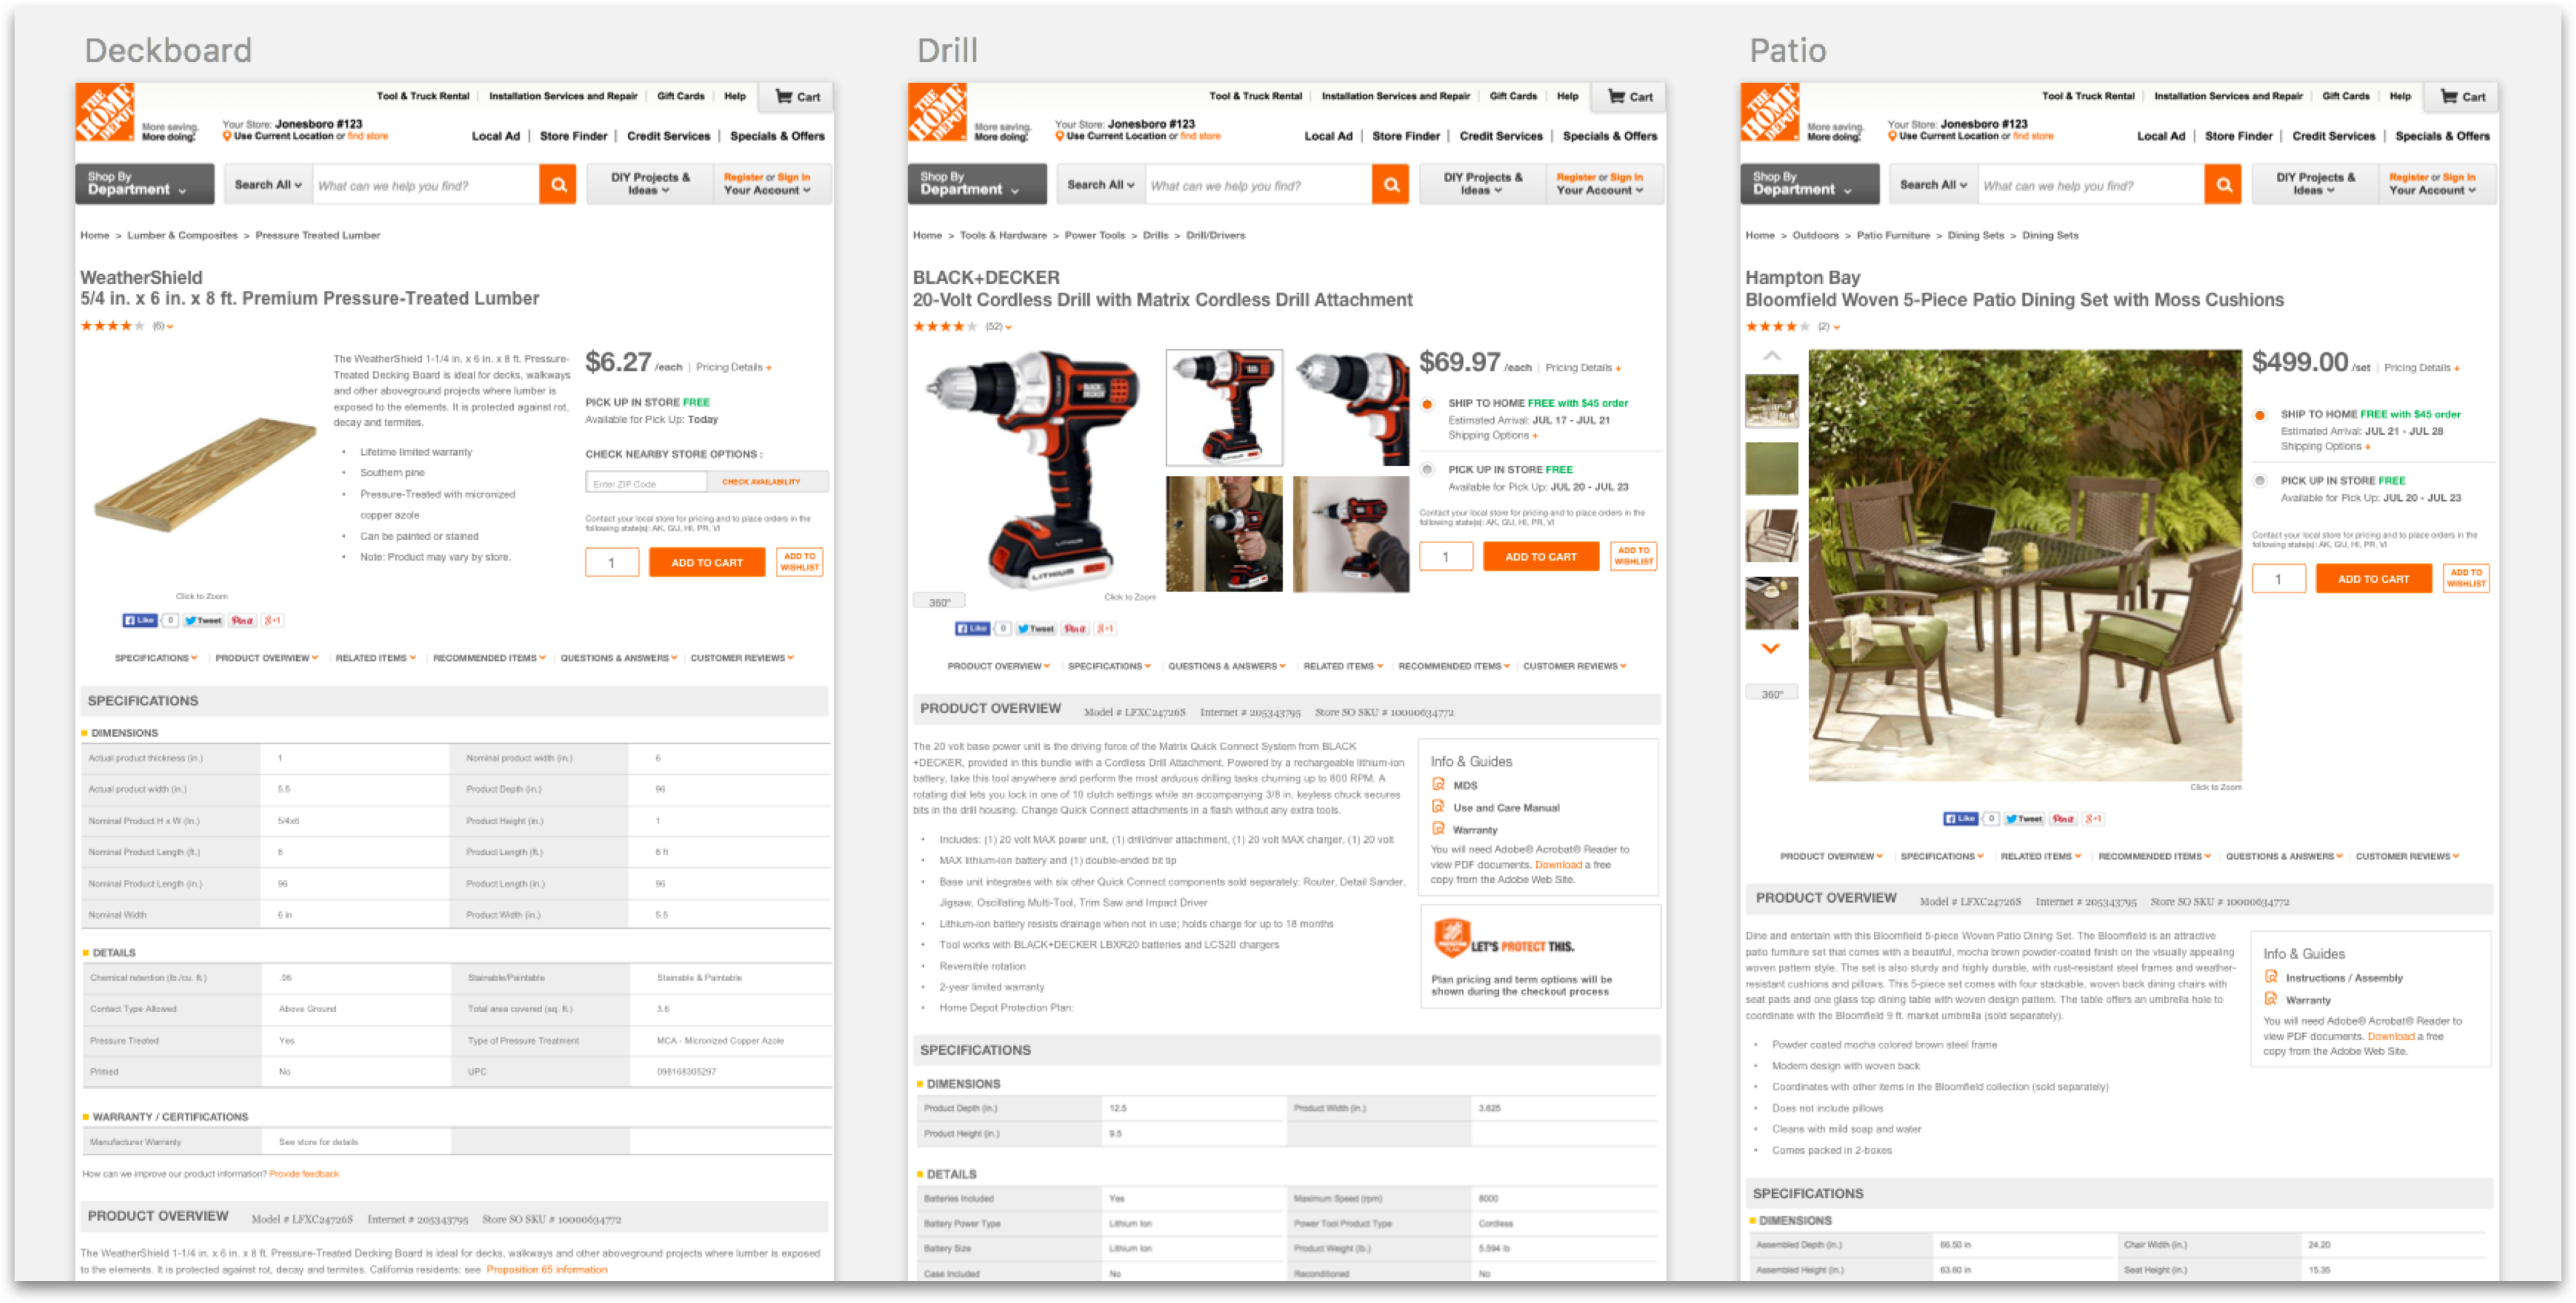 Deckboard
THE HOME DEPOT
More saving.
More doing.
Tool & Truck Rental | Installation Services and Repair | Gift Cards | Help
Cart
Your Store: Jonesboro #123
Use Current Location or find store
Local Ad | Store Finder | Credit Services | Specials & Offers
Shop By
Department
Search All
What can we help you find?
DIY Projects &
Ideas
Register or Sign In
Your Account
Home > Lumber & Composites > Pressure Treated Lumber
WeatherShield
5/4 in. x 6 in. x 8 ft. Premium Pressure-Treated Lumber
(6)
The WeatherShield 1-1/4 in. x 6 in. x 8 ft. Pressure-
Treated Decking Board is ideal for decks, walkways
and other aboveground projects where lumber is
exposed to the elements. It is protected against rot,
decay and termites.
• Lifetime limited warranty
• Southern pine
• Pressure-Treated with micronized
copper azole
• Can be painted or stained
• Note: Product may vary by store.
Click to Zoom
$6.27 /each | Pricing Details +
PICK UP IN STORE FREE
Available for Pick Up: Today
CHECK NEARBY STORE OPTIONS :
Enter ZIP Code
CHECK AVAILABILITY
Contact your local store for pricing and to place orders in the
following state(s): AK, GU, HI, PR, VI
1
ADD TO CART
ADD TO
WISHLIST
Like 0 Tweet Pin it +1
SPECIFICATIONS | PRODUCT OVERVIEW | RELATED ITEMS | RECOMMENDED ITEMS | QUESTIONS & ANSWERS | CUSTOMER REVIEWS
SPECIFICATIONS
DIMENSIONS
Actual product thickness (in.) 1 Nominal product width (in.) 6
Actual product width (in.) 5.5 Product Depth (in.) 96
Nominal Product H x W (in.) 5/4x6 Product Height (in.) 1
Nominal Product Length (ft.) 8 Product Length (ft.) 8 ft
Nominal Product Length (in.) 96 Product Length (in.) 96
Nominal Width 6 in Product Width (in.) 5.5
DETAILS
Chemical retention (lb./cu. ft.) .06 Stainable/Paintable Stainable & Paintable
Contact Type Allowed Above Ground Total area covered (sq. ft.) 3.6
Pressure Treated Yes Type of Pressure Treatment MCA - Micronized Copper Azole
Primed No UPC 098168305297
WARRANTY / CERTIFICATIONS
Manufacturer Warranty See store for details
How can we improve our product information? Provide feedback
PRODUCT OVERVIEW Model # LFXC24726S Internet # 205343795 Store SO SKU # 10000634772
The WeatherShield 1-1/4 in. x 6 in. x 8 ft. Pressure-Treated Decking Board is ideal for decks, walkways and other aboveground projects where lumber is exposed
to the elements. It is protected against rot, decay and termites. California residents: see Proposition 65 information
Drill
THE HOME DEPOT
More saving.
More doing.
Tool & Truck Rental | Installation Services and Repair | Gift Cards | Help
Cart
Your Store: Jonesboro #123
Use Current Location or find store
Local Ad | Store Finder | Credit Services | Specials & Offers
Shop By
Department
Search All
What can we help you find?
DIY Projects &
Ideas
Register or Sign In
Your Account
Home > Tools & Hardware > Power Tools > Drills > Drill/Drivers
BLACK+DECKER
20-Volt Cordless Drill with Matrix Cordless Drill Attachment
(52)
BLACK+
DECKER
LITHIUM
360°
Click to Zoom
$69.97 /each | Pricing Details +
SHIP TO HOME FREE with $45 order
Estimated Arrival: JUL 17 - JUL 21
Shipping Options +
PICK UP IN STORE FREE
Available for Pick Up: JUL 20 - JUL 23
Contact your local store for pricing and to place orders in the
following state(s): AK, GU, HI, PR, VI
1
ADD TO CART
ADD TO
WISHLIST
Like 0 Tweet Pin it +1
PRODUCT OVERVIEW | SPECIFICATIONS | QUESTIONS & ANSWERS | RELATED ITEMS | RECOMMENDED ITEMS | CUSTOMER REVIEWS
PRODUCT OVERVIEW Model # LFXC24726S Internet # 205343795 Store SO SKU # 10000634772
The 20 volt base power unit is the driving force of the Matrix Quick Connect System from BLACK
+DECKER, provided in this bundle with a Cordless Drill Attachment. Powered by a rechargeable lithium-ion
battery, take this tool anywhere and perform the most arduous drilling tasks churning up to 800 RPM. A
rotating dial lets you lock in one of 10 clutch settings while an accompanying 3/8 in. keyless chuck secures
bits in the drill housing. Change Quick Connect attachments in a flash without any extra tools.
• Includes: (1) 20 volt MAX power unit, (1) drill/driver attachment, (1) 20 volt MAX charger, (1) 20 volt
• MAX lithium-ion battery and (1) double-ended bit tip
• Base unit integrates with six other Quick Connect components sold separately: Router, Detail Sander,
Jigsaw, Oscillating Multi-Tool, Trim Saw and Impact Driver
• Lithium-ion battery resists drainage when not in use; holds charge for up to 18 months
• Tool works with BLACK+DECKER LBXR20 batteries and LCS20 chargers
• Reversible rotation
• 2-year limited warranty
• Home Depot Protection Plan:
Info & Guides
MDS
Use and Care Manual
Warranty
You will need Adobe® Acrobat® Reader to
view PDF documents. Download a free
copy from the Adobe Web Site.
LET'S PROTECT THIS.
Plan pricing and term options will be
shown during the checkout process
SPECIFICATIONS
DIMENSIONS
Product Depth (in.) 12.5 Product Width (in.) 3.625
Product Height (in.) 9.5
DETAILS
Batteries Included Yes Maximum Speed (rpm) 8000
Battery Power Type Lithium Ion Power Tool Product Type Cordless
Battery Size Lithium Ion Product Weight (lb.) 5.594 lb
Case Included No Reconditioned No
Patio
THE HOME DEPOT
More saving.
More doing.
Tool & Truck Rental | Installation Services and Repair | Gift Cards | Help
Cart
Your Store: Jonesboro #123
Use Current Location or find store
Local Ad | Store Finder | Credit Services | Specials & Offers
Shop By
Department
Search All
What can we help you find?
DIY Projects &
Ideas
Register or Sign In
Your Account
Home > Outdoors > Patio Furniture > Dining Sets > Dining Sets
Hampton Bay
Bloomfield Woven 5-Piece Patio Dining Set with Moss Cushions
(2)
360°
Click to Zoom
$499.00 /set | Pricing Details +
SHIP TO HOME FREE with $45 order
Estimated Arrival: JUL 21 - JUL 28
Shipping Options +
PICK UP IN STORE FREE
Available for Pick Up: JUL 20 - JUL 23
Contact your local store for pricing and to place orders in the
following state(s): AK, GU, HI, PR, VI
1
ADD TO CART
ADD TO
WISHLIST
Like 0 Tweet Pin it +1
PRODUCT OVERVIEW | SPECIFICATIONS | RELATED ITEMS | RECOMMENDED ITEMS | QUESTIONS & ANSWERS | CUSTOMER REVIEWS
PRODUCT OVERVIEW Model # LFXC24726S Internet # 205343795 Store SO SKU # 10000634772
Dine and entertain with this Bloomfield 5-piece Woven Patio Dining Set. The Bloomfield is an attractive
patio furniture set that comes with a beautiful, mocha brown powder-coated finish on the visually appealing
woven pattern style. The set is also sturdy and highly durable, with rust-resistant steel frames and weather-
resistant cushions and pillows. This 5-piece set comes with four stackable, woven back dining chairs with
seat pads and one glass top dining table with woven design pattern. The table offers an umbrella hole to
coordinate with the Bloomfield 9 ft. market umbrella (sold separately).
• Powder coated mocha colored brown steel frame
• Modern design with woven back
• Coordinates with other items in the Bloomfield collection (sold separately)
• Does not include pillows
• Cleans with mild soap and water
• Comes packed in 2-boxes
Info & Guides
Instructions / Assembly
Warranty
You will need Adobe® Acrobat® Reader to
view PDF documents. Download a free
copy from the Adobe Web Site.
SPECIFICATIONS
DIMENSIONS
Assembled Depth (in.) 66.50 in Chair Width (in.) 24.20
Assembled Height (in.) 63.60 in Seat Height (in.) 15.35